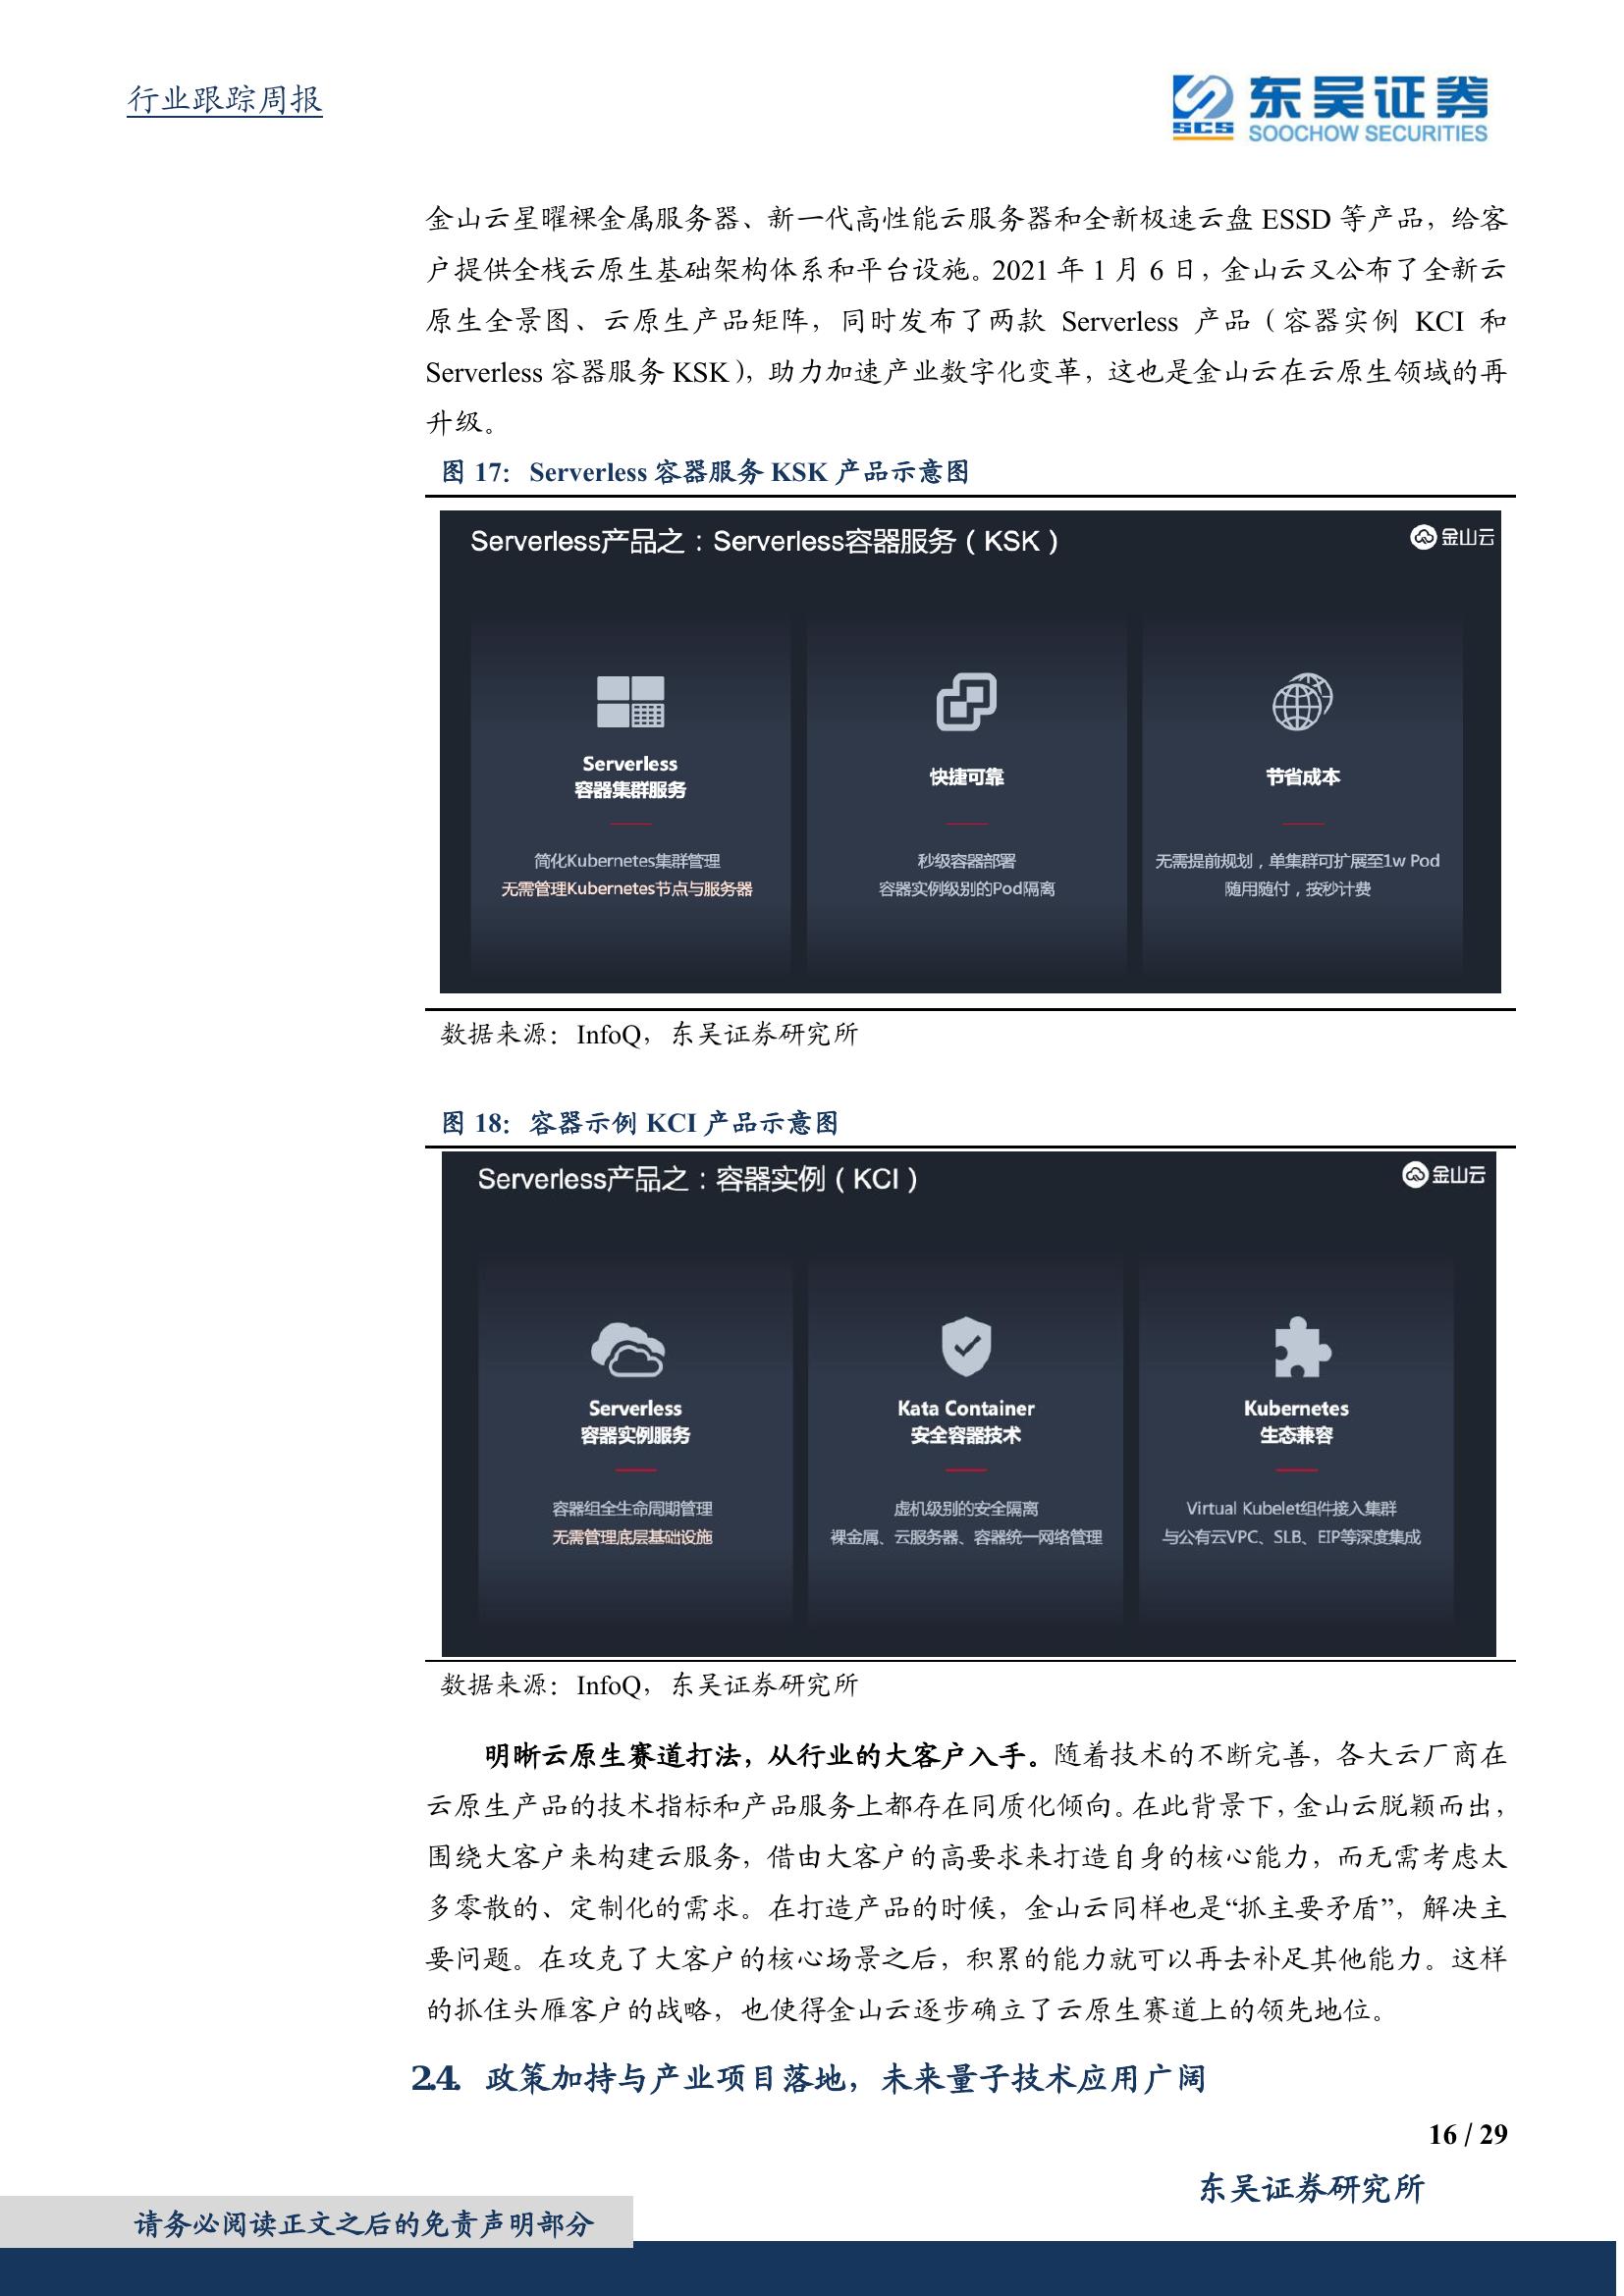 行业跟踪周报
东吴证券
SCS
SOOCHOW SECURITIES
金山云星曜裸金属服务器、新一代高性能云服务器和全新极速云盘 ESSD 等产品，给客
户提供全栈云原生基础架构体系和平台设施。2021 年 1 月 6 日，金山云又公布了全新云
原生全景图、云原生产品矩阵，同时发布了两款 Serverless 产品（容器实例 KCI 和
Serverless 容器服务 KSK），助力加速产业数字化变革，这也是金山云在云原生领域的再
升级。
图 17：Serverless 容器服务 KSK 产品示意图
Serverless产品之：Serverless容器服务（KSK）
金山云
Serverless
容器集群服务
简化Kubernetes集群管理
无需管理Kubernetes节点与服务器
快捷可靠
秒级容器部署
容器实例级别的Pod隔离
节省成本
无需提前规划，单集群可扩展至1w Pod
随用随付，按秒计费
数据来源：InfoQ，东吴证券研究所
图 18：容器示例 KCI 产品示意图
Serverless产品之：容器实例（KCI）
金山云
Serverless
容器实例服务
容器组全生命周期管理
无需管理底层基础设施
Kata Container
安全容器技术
虚机级别的安全隔离
裸金属、云服务器、容器统一网络管理
Kubernetes
生态兼容
Virtual Kubelet组件接入集群
与公有云VPC、SLB、EIP等深度集成
数据来源：InfoQ，东吴证券研究所
明晰云原生赛道打法，从行业的大客户入手。随着技术的不断完善，各大云厂商在
云原生产品的技术指标和产品服务上都存在同质化倾向。在此背景下，金山云脱颖而出，
围绕大客户来构建云服务，借由大客户的高要求来打造自身的核心能力，而无需考虑太
多零散的、定制化的需求。在打造产品的时候，金山云同样也是“抓主要矛盾”，解决主
要问题。在攻克了大客户的核心场景之后，积累的能力就可以再去补足其他能力。这样
的抓住头雁客户的战略，也使得金山云逐步确立了云原生赛道上的领先地位。
2.4. 政策加持与产业项目落地，未来量子技术应用广阔
16 / 29
东吴证券研究所
请务必阅读正文之后的免责声明部分